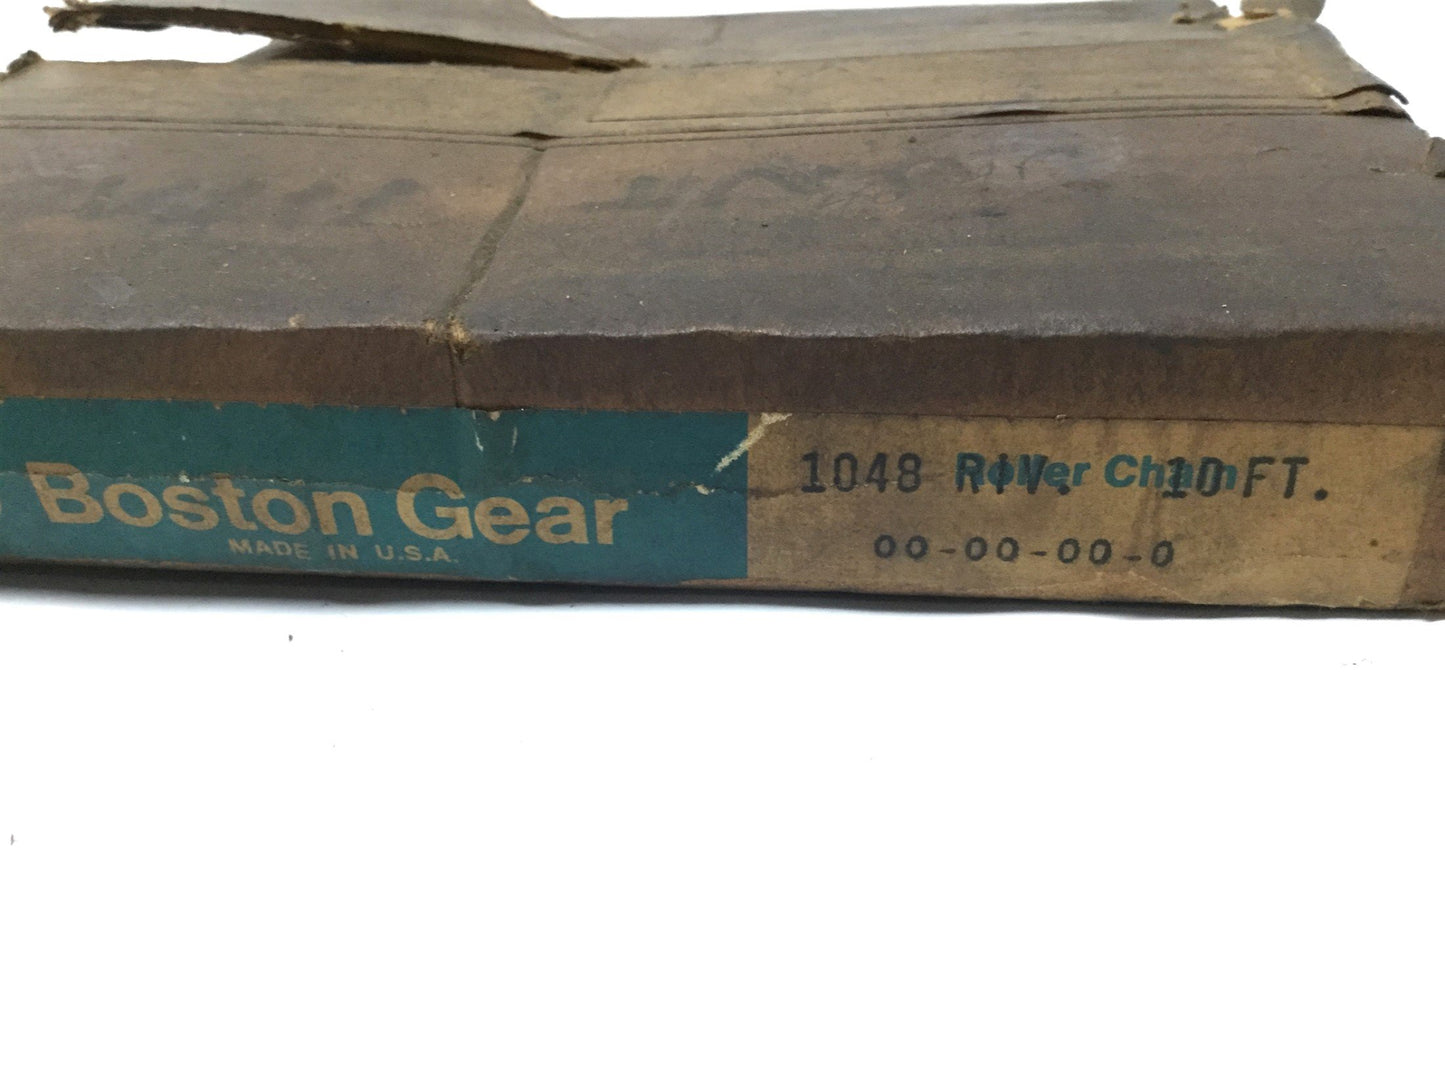 Boston Gear
MADE IN U.S.A.
Roller Chain
1048 RIV. 10 FT.
00-00-00-0